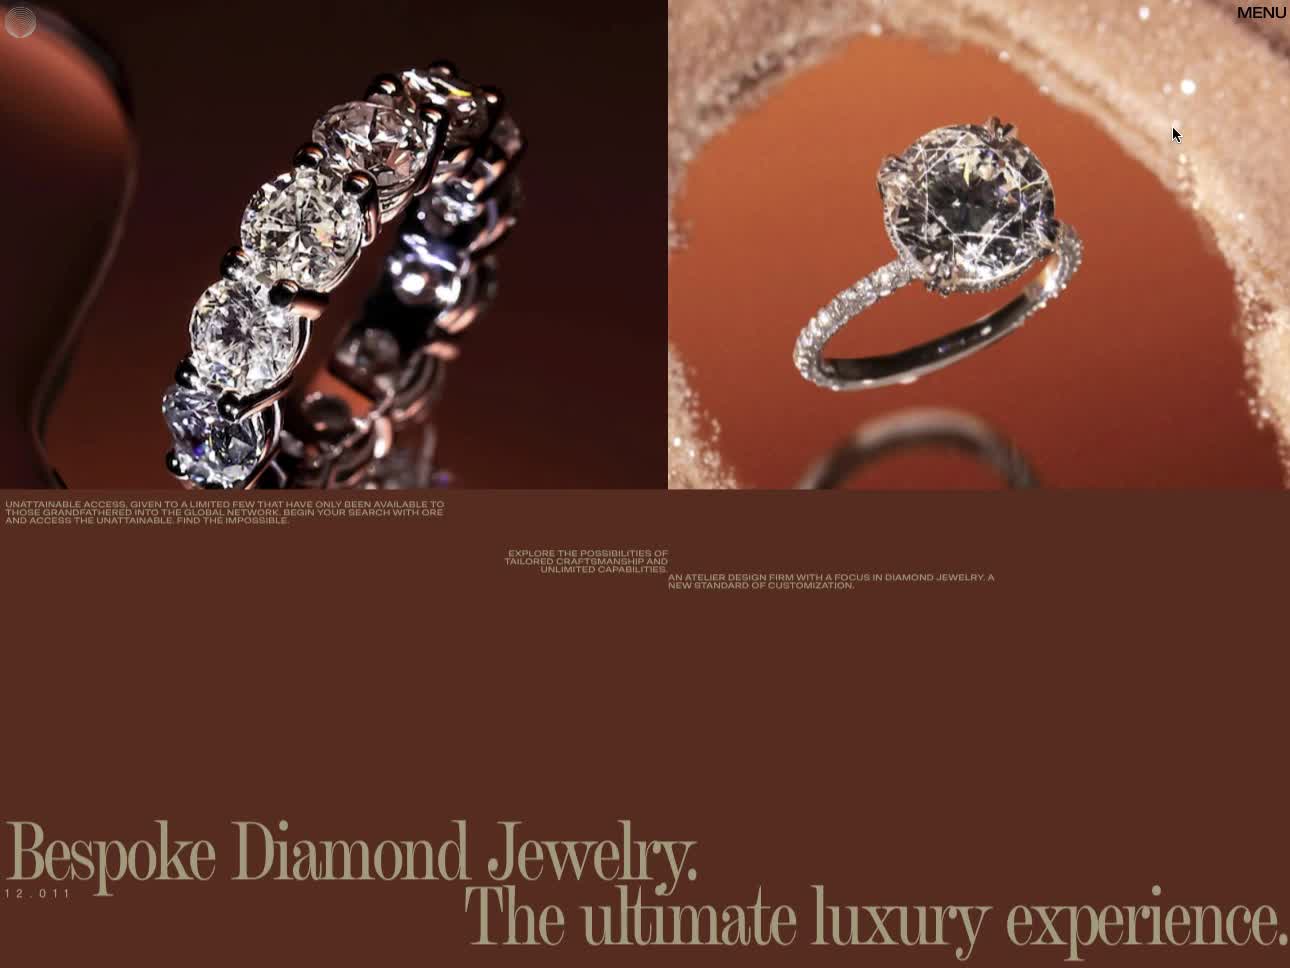 MENU
UNATTAINABLE ACCESS, GIVEN TO A LIMITED FEW THAT HAVE ONLY BEEN AVAILABLE TO
THOSE GRANDFATHERED INTO THE GLOBAL NETWORK. BEGIN YOUR SEARCH WITH ORE
AND ACCESS THE UNATTAINABLE. FIND THE IMPOSSIBLE.
EXPLORE THE POSSIBILITIES OF
TAILORED CRAFTSMANSHIP AND
UNLIMITED CAPABILITIES.
AN ATELIER DESIGN FIRM WITH A FOCUS IN DIAMOND JEWELRY. A
NEW STANDARD OF CUSTOMIZATION.
Bespoke Diamond Jewelry.
12.011
The ultimate luxury experience.